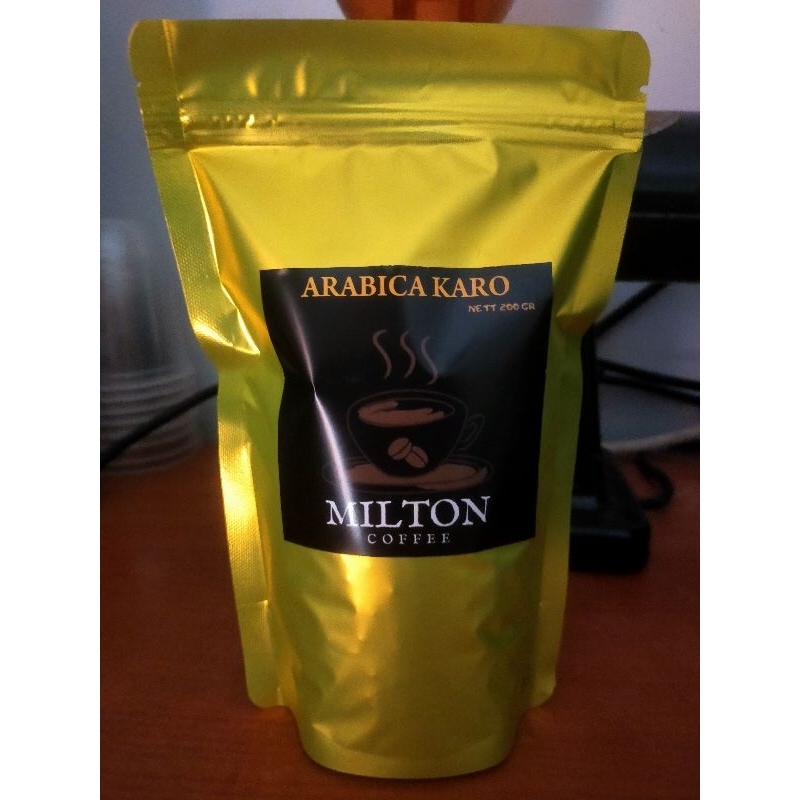 ARABICA KARO
NETT 200 GR
MILTON
COFFEE